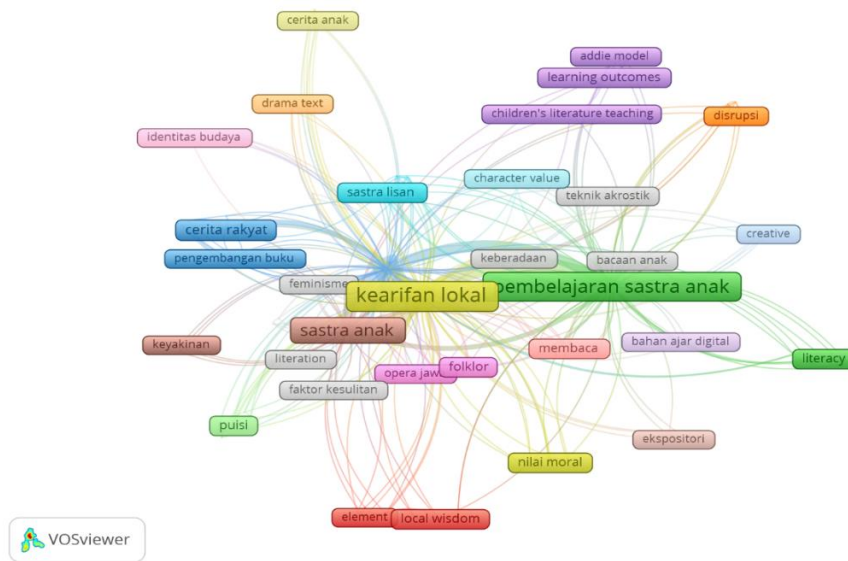 cerita anak
addie model
learning outcomes
drama text
children's literature teaching
disrupsi
identitas budaya
character value
sastra lisan
teknik akrostik
cerita rakyat
creative
pengembangan buku
keberadaan
bacaan anak
feminisme
kearifan lokal
pembelajaran sastra anak
sastra anak
keyakinan
membaca
bahan ajar digital
literation
literacy
opera jawa
folklor
faktor kesulitan
puisi
ekspositori
nilai moral
element
local wisdom
VOSviewer